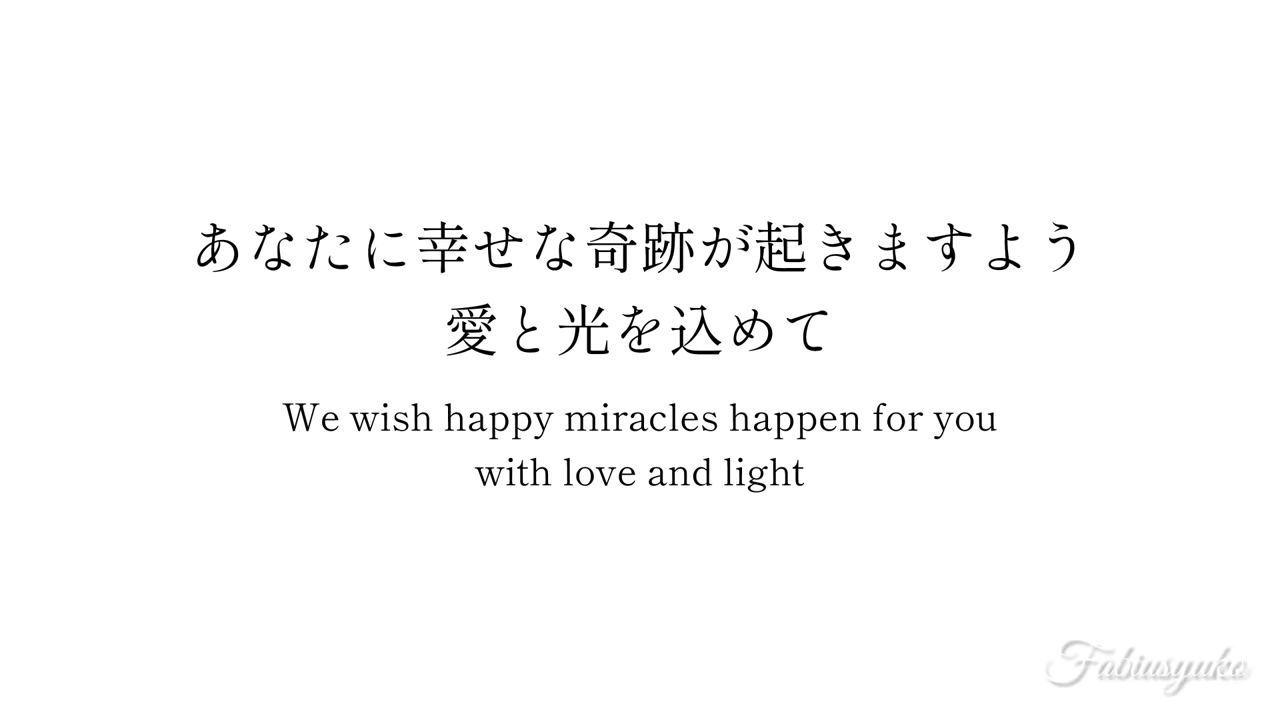 あなたに幸せな奇跡が起きますよう
愛と光を込めて
We wish happy miracles happen for you
with love and light
Fabiusyuko